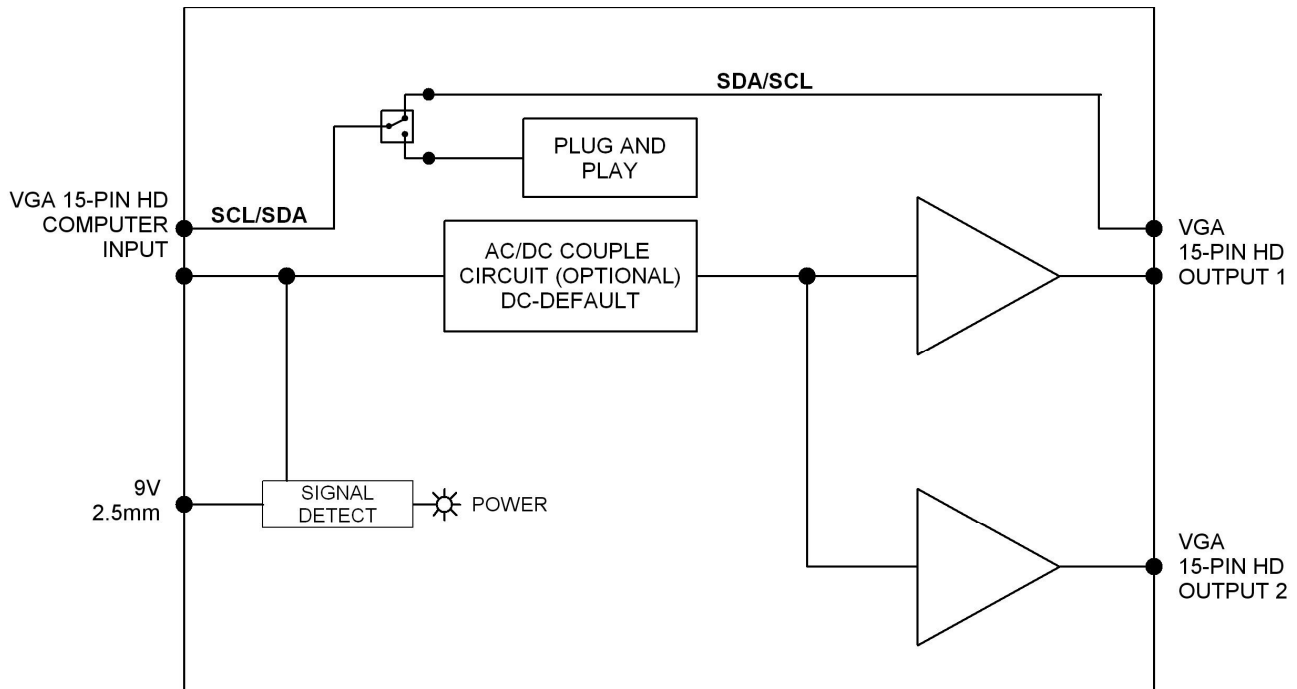 SDA/SCL
PLUG AND
PLAY
VGA 15-PIN HD
COMPUTER
INPUT
SCL/SDA
AC/DC COUPLE
CIRCUIT (OPTIONAL)
DC-DEFAULT
VGA
15-PIN HD
OUTPUT 1
9V
2.5mm
SIGNAL
DETECT
POWER
VGA
15-PIN HD
OUTPUT 2